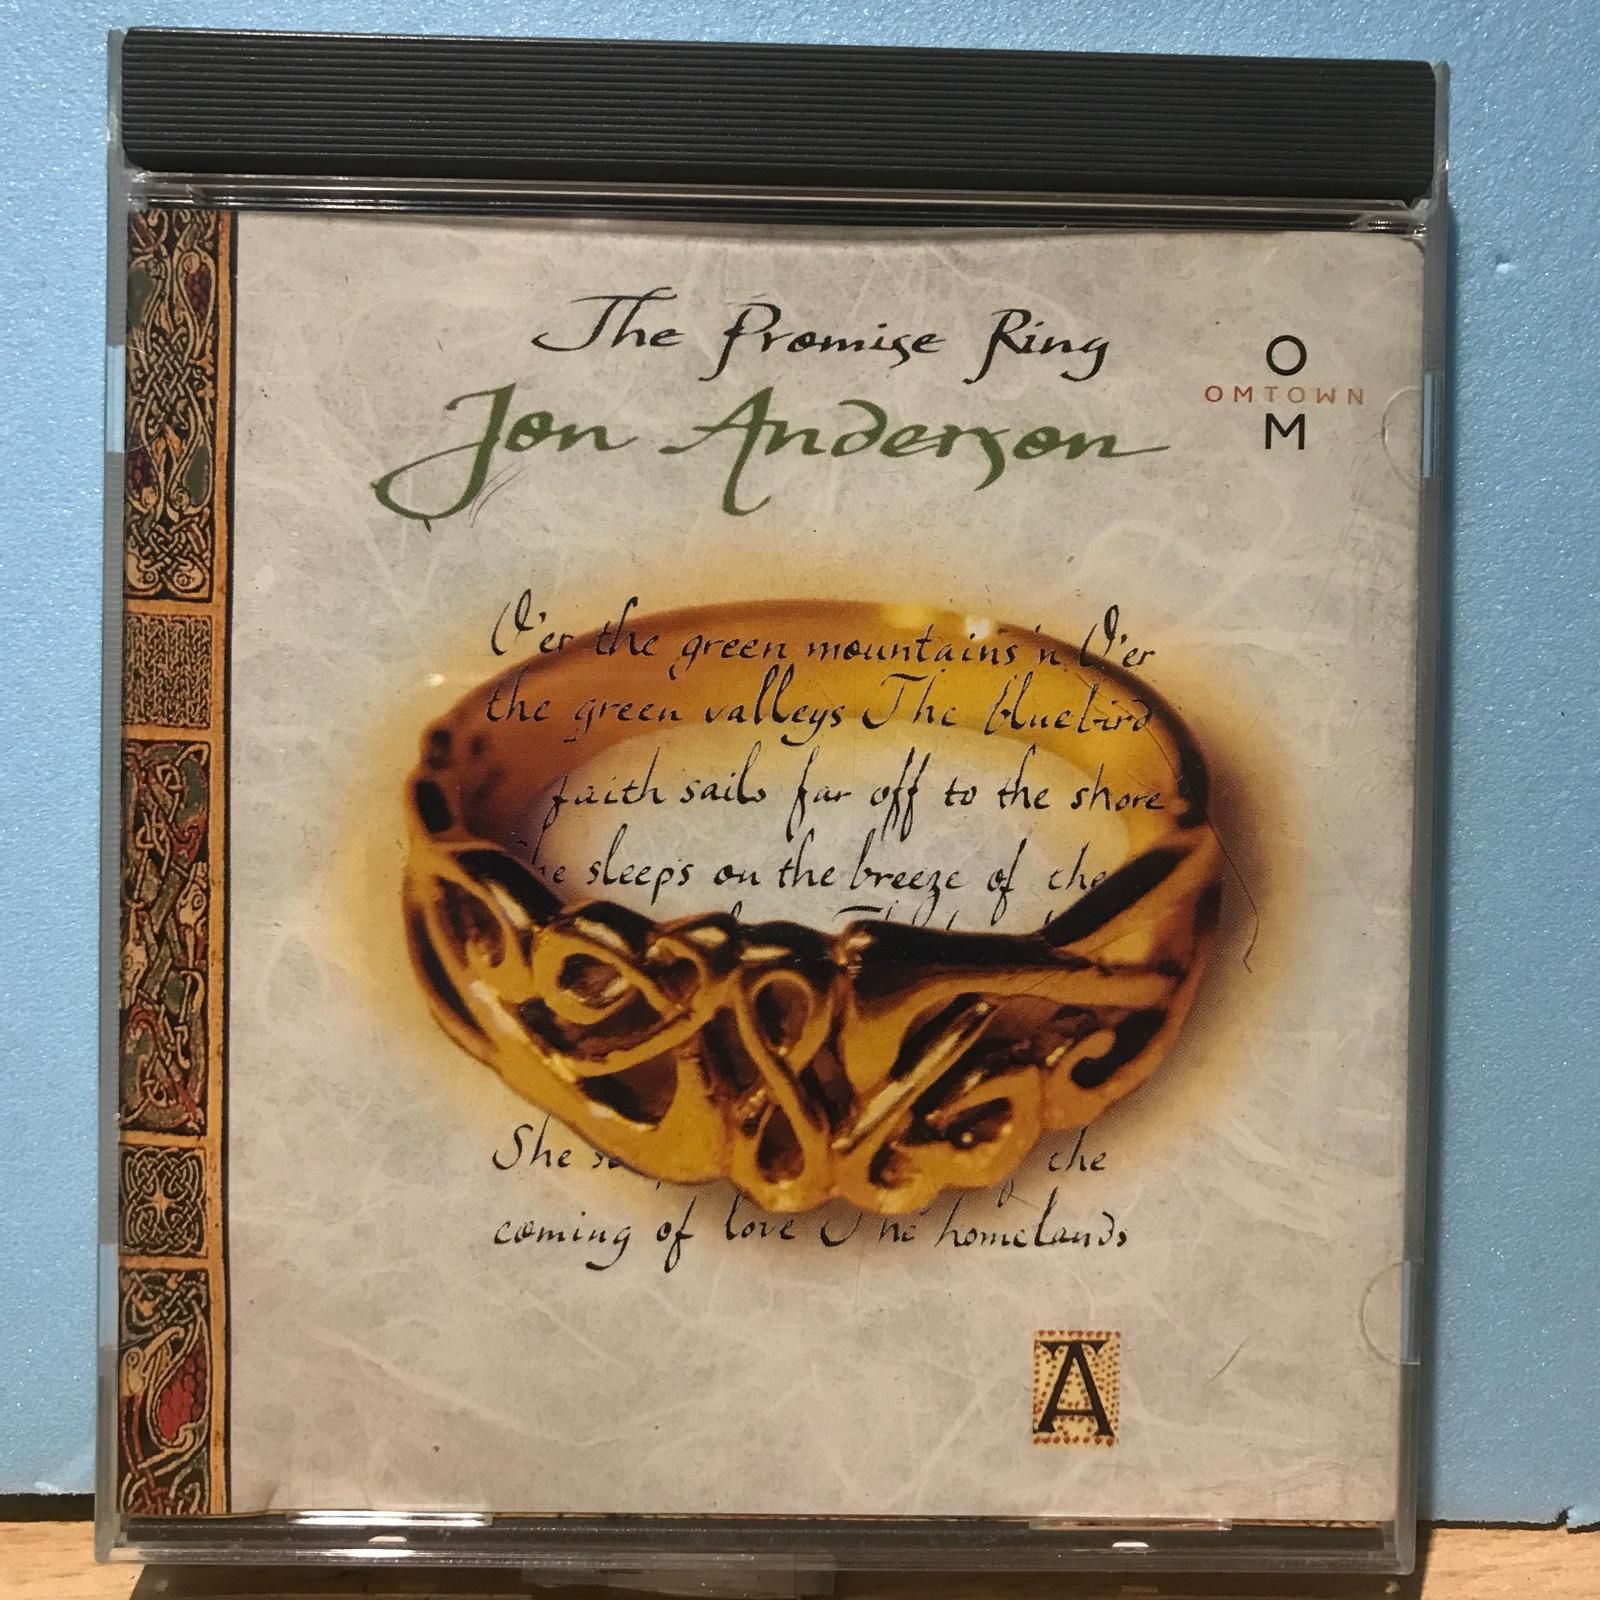 The Promise Ring
Jon Anderson
O
OMTOWN
M
O'er the green mountains 'n O'er
the green valleys The bluebird
faith sails far off to the shore
sleeps on the breeze of the
She
the
coming of love The homelands
A